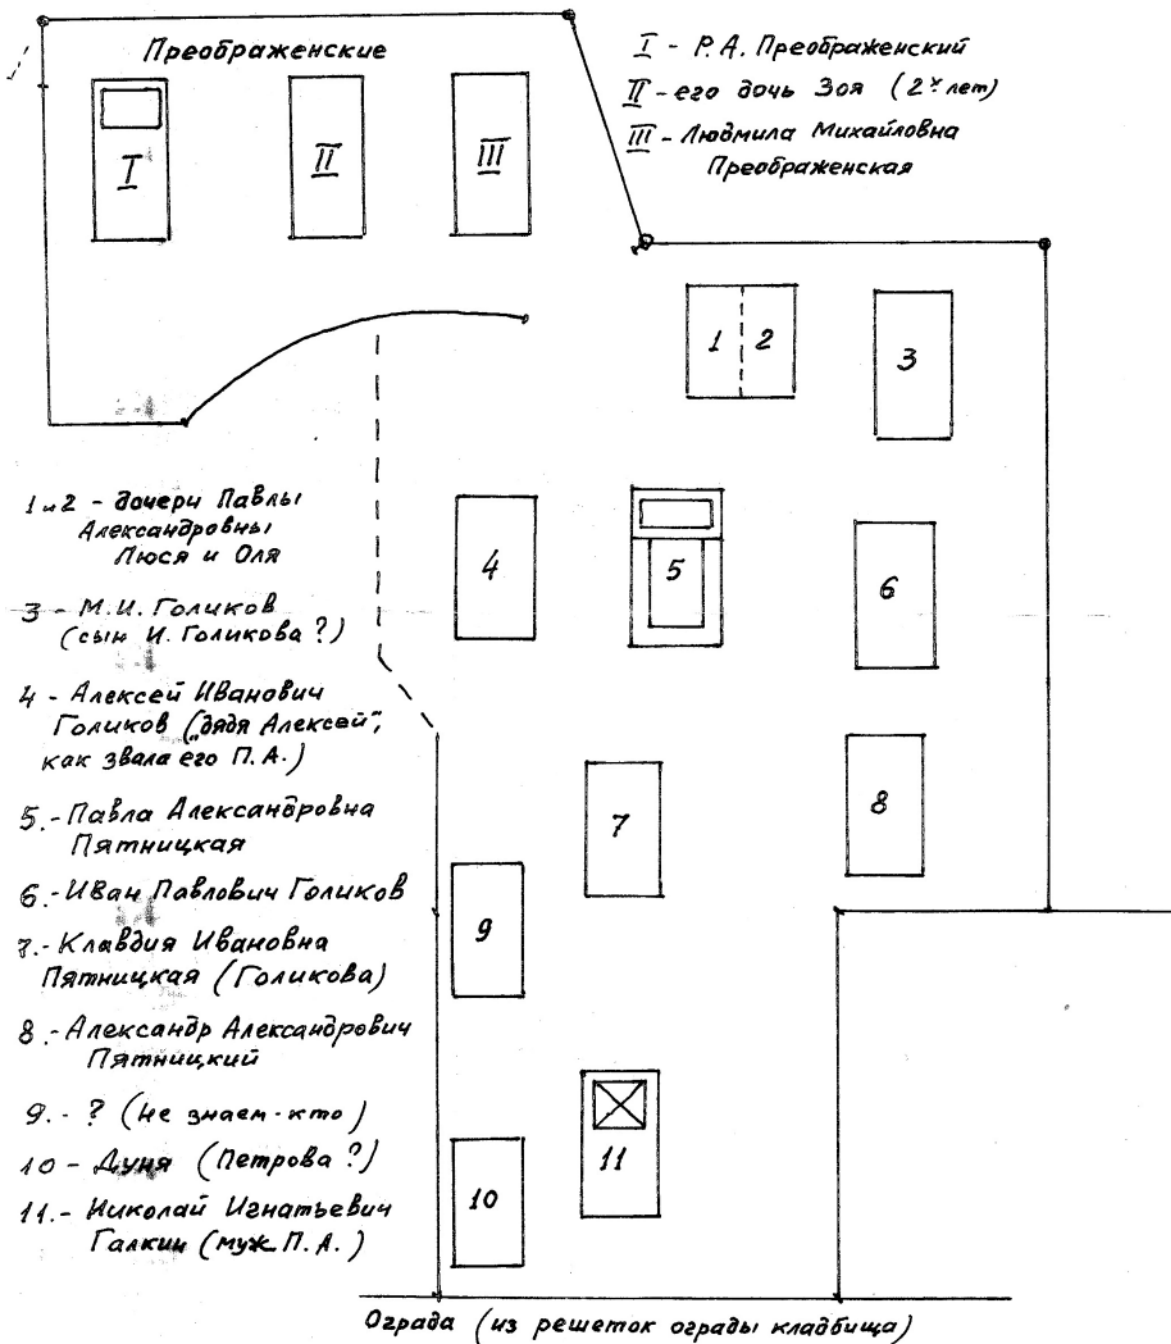 Преображенские
I - Р. А. Преображенский
II - его дочь Зоя (2х лет)
III - Людмила Михайловна
Преображенская
I
II
III
1
2
3
4
5
6
7
8
9
10
11
1 и 2 - дочери Павлы
Александровны
Люся и Оля
3 - М. И. Голиков
(сын И. Голикова ?)
4 - Алексей Иванович
Голиков („дядя Алексей",
как звала его П. А.)
5. - Павла Александровна
Пятницкая
6. - Иван Павлович Голиков
7. - Клавдия Ивановна
Пятницкая (Голикова)
8. - Александр Александрович
Пятницкий
9. - ? (не знаем - кто)
10 - Дуня (Петрова ?)
11. - Николай Игнатьевич
Галкин (муж П. А.)
Ограда (из решеток ограды кладбища)